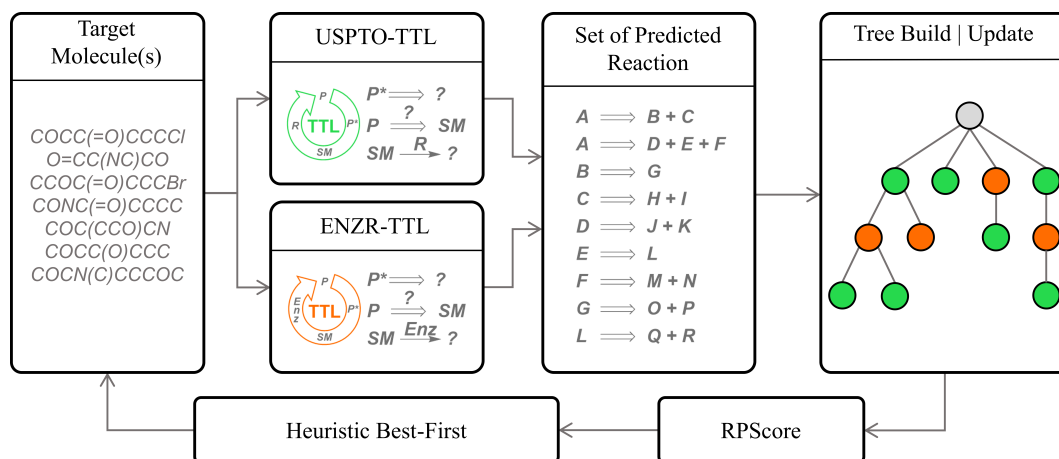 Target
Molecule(s)
COCC(=O)CCCCl
O=CC(NC)CO
CCOC(=O)CCCBr
CONC(=O)CCCC
COC(CCO)CN
COCC(O)CCC
COCN(C)CCCOC
USPTO-TTL
P
R TTL P*
SM
P* ⟹ ?
?
P ⟹ SM
R
SM → ?
ENZR-TTL
P
Enz TTL P*
SM
P* ⟹ ?
?
P ⟹ SM
Enz
SM → ?
Set of Predicted
Reaction
A ⟹ B + C
A ⟹ D + E + F
B ⟹ G
C ⟹ H + I
D ⟹ J + K
E ⟹ L
F ⟹ M + N
G ⟹ O + P
L ⟹ Q + R
Tree Build | Update
Heuristic Best-First
RPScore